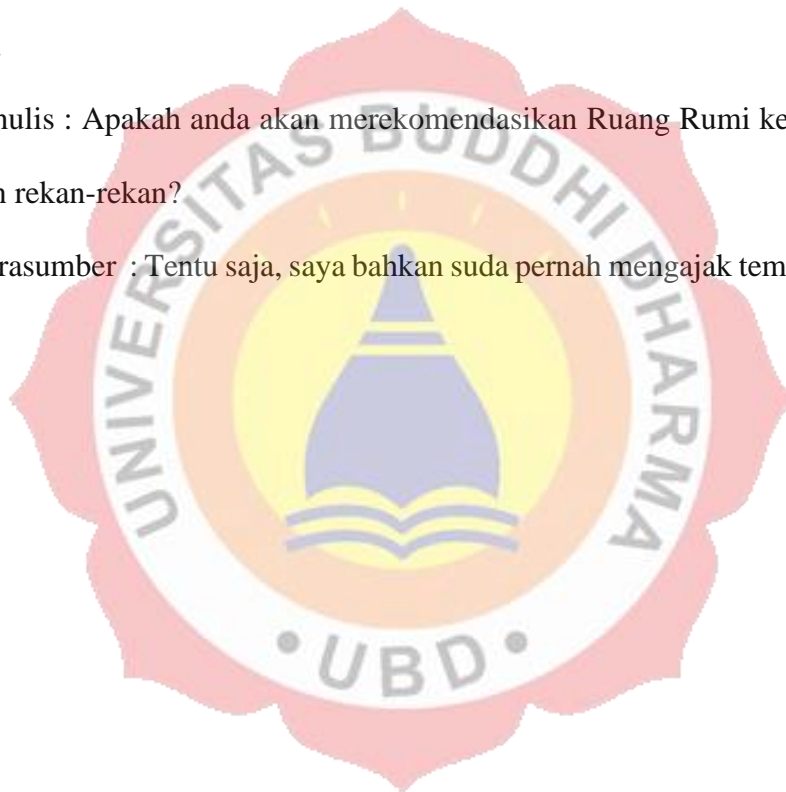 nulis : Apakah anda akan merekomendasikan Ruang Rumi ke
n rekan-rekan?
rasumber : Tentu saja, saya bahkan suda pernah mengajak tem
UNIVERSITAS BUDDHI DHARMA
• UBD •